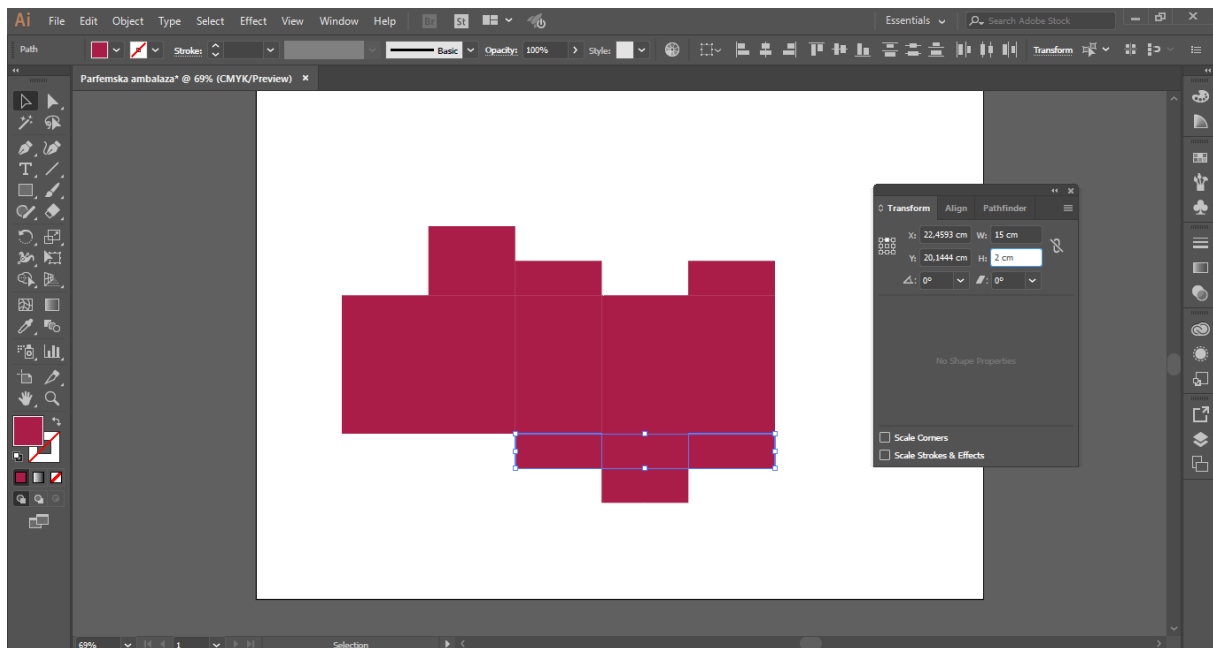 Ai File Edit Object Type Select Effect View Window Help Br St Essentials Search Adobe Stock
Path Stroke: Basic Opacity: 100% Style: Transform
Parfemska ambalaza* @ 69% (CMYK/Preview) ×
Transform Align Pathfinder
X: 22,4593 cm W: 15 cm
Y: 20,1444 cm H: 2 cm
0° 0°
No Shape Properties
Scale Corners
Scale Strokes & Effects
69% 1 Selection